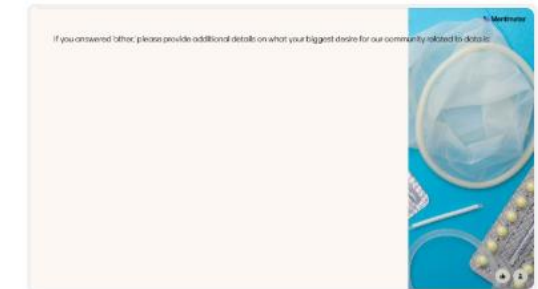 Mentimeter
If you answered 'other,' please provide additional details on what your biggest desire for our community related to data is: